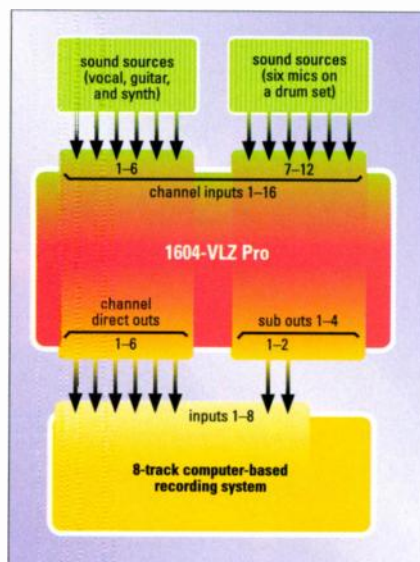 sound sources
(vocal, guitar,
and synth)
sound sources
(six mics on
a drum set)
1–6
7–12
channel inputs 1–16
1604-VLZ Pro
channel
direct outs
1–6
sub outs 1–4
1–2
inputs 1–8
8-track computer-based
recording system